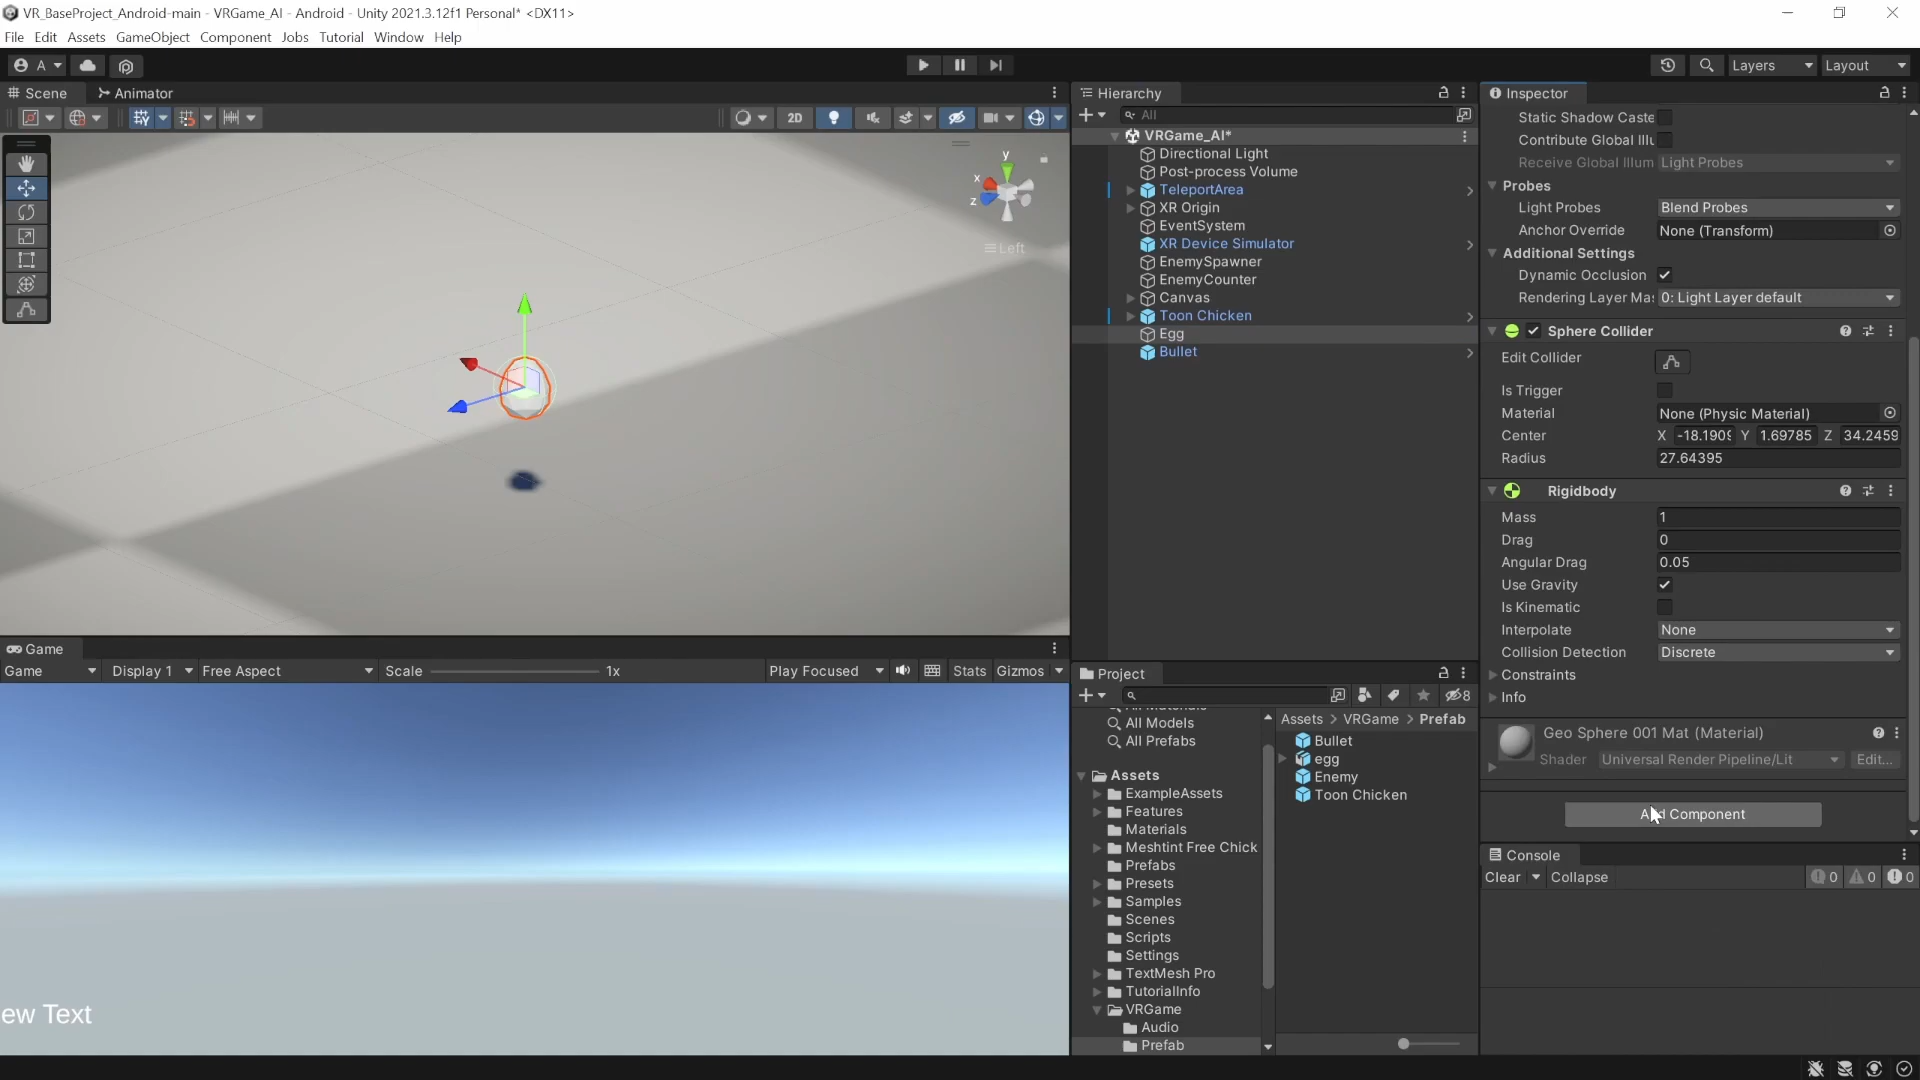 VR_BaseProject_Android-main - VRGame_AI - Android - Unity 2021.3.12f1 Personal* <DX11>
File Edit Assets GameObject Component Jobs Tutorial Window Help
A Layers Layout
Scene Animator
2D
y
x
z
Left
Hierarchy
All
VRGame_AI*
Directional Light
Post-process Volume
TeleportArea
XR Origin
EventSystem
XR Device Simulator
EnemySpawner
EnemyCounter
Canvas
Toon Chicken
Egg
Bullet
Inspector
Static Shadow Caste
Contribute Global Illu
Receive Global Illum Light Probes
Probes
Light Probes Blend Probes
Anchor Override None (Transform)
Additional Settings
Dynamic Occlusion
Rendering Layer Ma 0: Light Layer default
Sphere Collider
Edit Collider
Is Trigger
Material None (Physic Material)
Center X -18.1909 Y 1.69785 Z 34.2459
Radius 27.64395
Rigidbody
Mass 1
Drag 0
Angular Drag 0.05
Use Gravity
Is Kinematic
Interpolate None
Collision Detection Discrete
Constraints
Info
Geo Sphere 001 Mat (Material)
Shader Universal Render Pipeline/Lit Edit...
Component
Game
Game Display 1 Free Aspect Scale 1x Play Focused Stats Gizmos
ew Text
Project
8
All Models
All Prefabs
Assets
ExampleAssets
Features
Materials
Meshtint Free Chick
Prefabs
Presets
Samples
Scenes
Scripts
Settings
TextMesh Pro
TutorialInfo
VRGame
Audio
Prefab
Assets > VRGame > Prefab
Bullet
egg
Enemy
Toon Chicken
Console
Clear Collapse 0 0 0